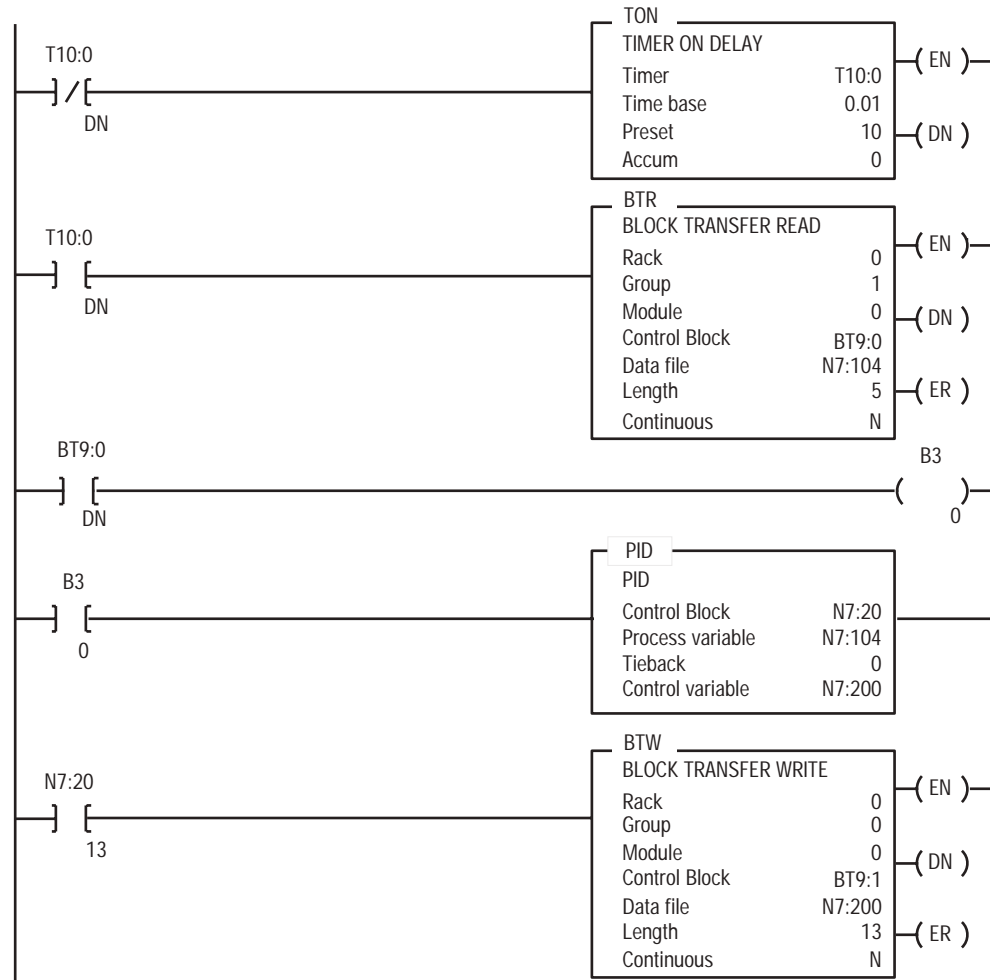 TON
TIMER ON DELAY
T10:0
EN
Timer T10:0
Time base 0.01
DN
Preset 10
DN
Accum 0
BTR
BLOCK TRANSFER READ
T10:0
EN
Rack 0
Group 1
DN
Module 0
DN
Control Block BT9:0
Data file N7:104
Length 5
ER
Continuous N
BT9:0
B3
DN
0
PID
PID
B3
Control Block N7:20
Process variable N7:104
0
Tieback 0
Control variable N7:200
BTW
BLOCK TRANSFER WRITE
N7:20
EN
Rack 0
Group 0
13
Module 0
DN
Control Block BT9:1
Data file N7:200
Length 13
ER
Continuous N